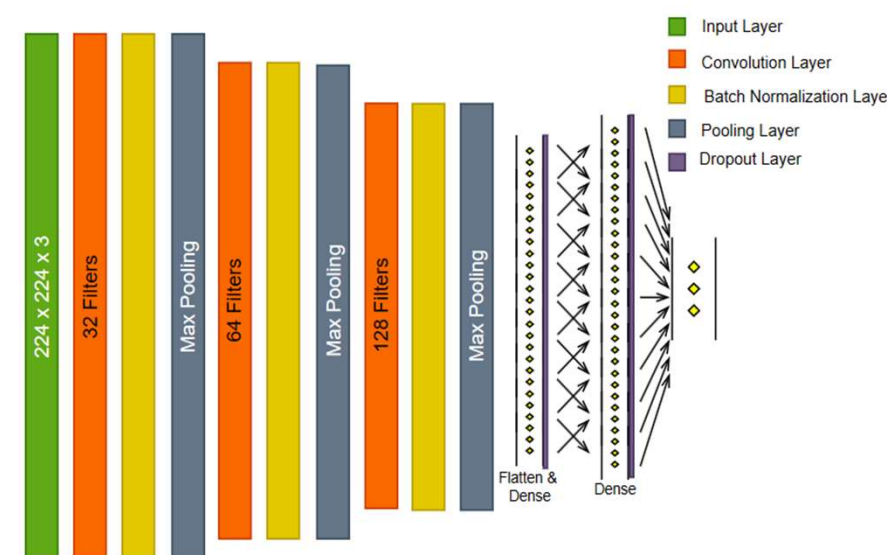 Input Layer
Convolution Layer
Batch Normalization Laye
Pooling Layer
Dropout Layer
224 x 224 x 3
32 Filters
Max Pooling
64 Filters
Max Pooling
128 Filters
Max Pooling
Flatten &
Dense
Dense